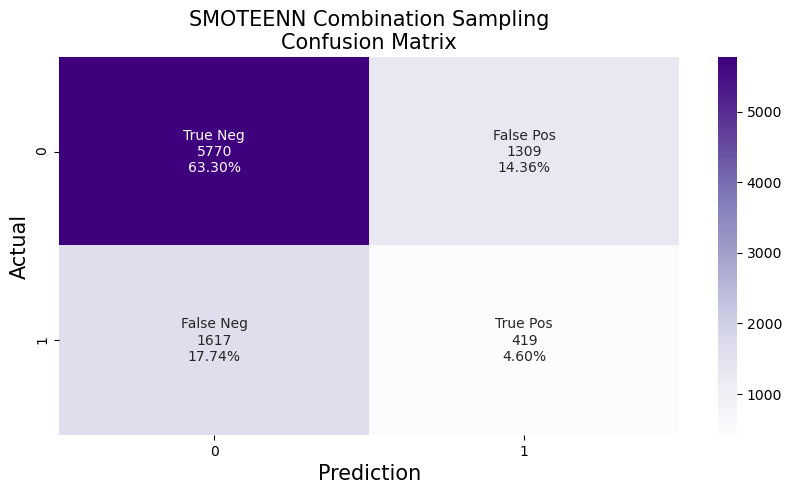 SMOTEENN Combination Sampling
Confusion Matrix
True Neg
5770
63.30%
False Pos
1309
14.36%
False Neg
1617
17.74%
True Pos
419
4.60%
0
1
Actual
0
1
Prediction
5000
4000
3000
2000
1000